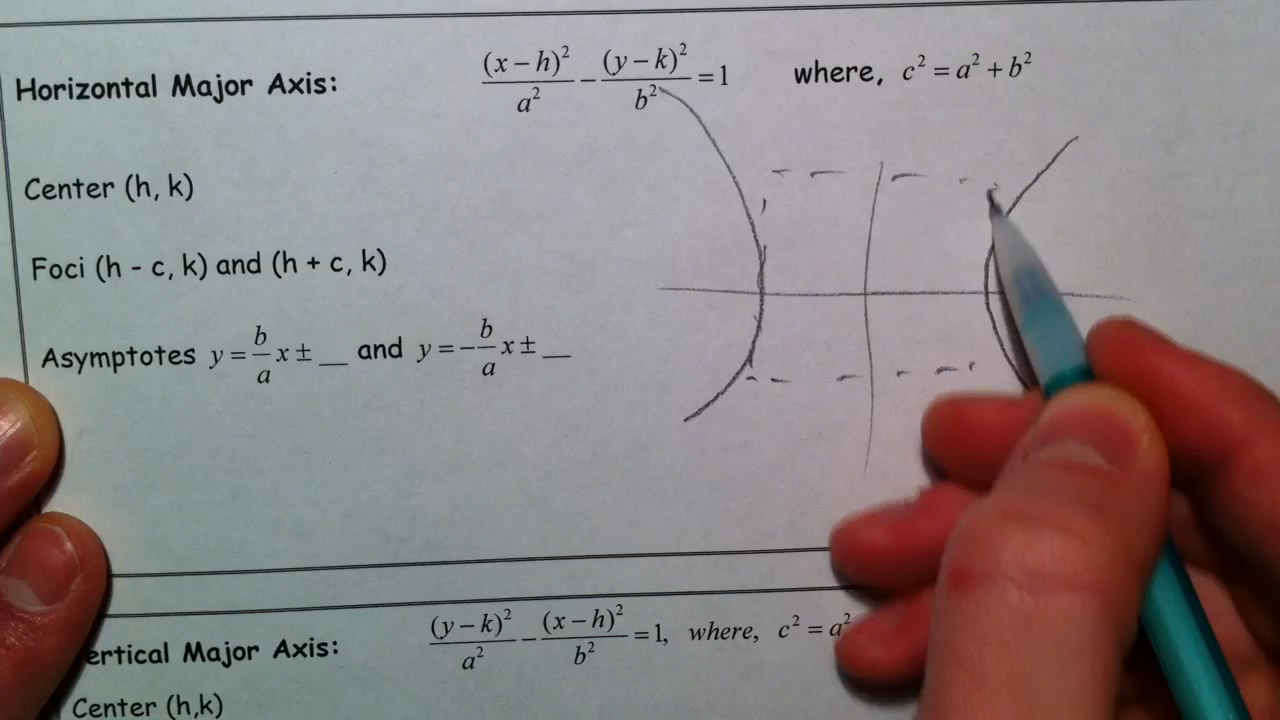 Horizontal Major Axis: (x-h)²/a² - (y-k)²/b² = 1 where, c² = a² + b²
Center (h, k)
Foci (h - c, k) and (h + c, k)
Asymptotes y = b/a x ± __ and y = - b/a x ± __
ertical Major Axis: (y-k)²/a² - (x-h)²/b² = 1, where, c² = a²
Center (h,k)